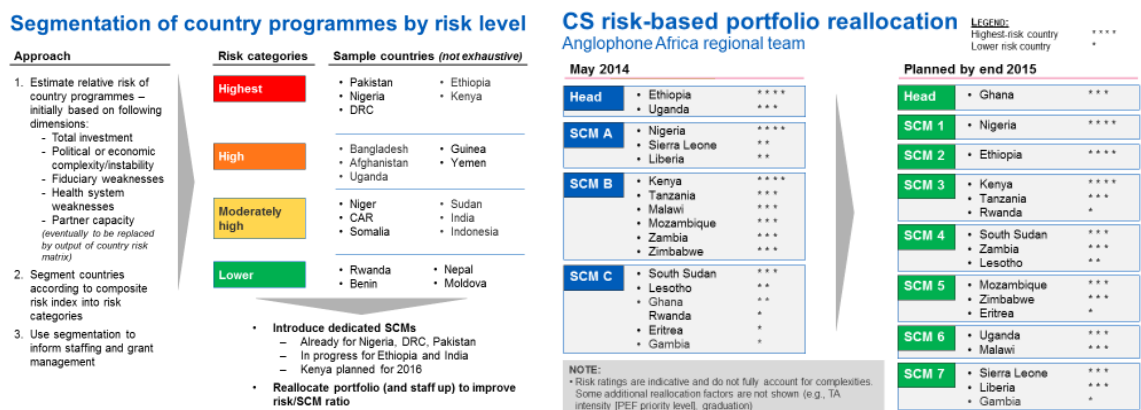 Segmentation of country programmes by risk level
Approach
1. Estimate relative risk of
country programmes –
initially based on following
dimensions:
- Total investment
- Political or economic
complexity/instability
- Fiduciary weaknesses
- Health system
weaknesses
- Partner capacity
(eventually to be replaced
by output of country risk
matrix)
2. Segment countries
according to composite
risk index into risk
categories
3. Use segmentation to
inform staffing and grant
management
Risk categories
Sample countries (not exhaustive)
Highest
• Pakistan
• Nigeria
• DRC
• Ethiopia
• Kenya
High
• Bangladesh
• Afghanistan
• Uganda
• Guinea
• Yemen
Moderately
high
• Niger
• CAR
• Somalia
• Sudan
• India
• Indonesia
Lower
• Rwanda
• Benin
• Nepal
• Moldova
• Introduce dedicated SCMs
– Already for Nigeria, DRC, Pakistan
– In progress for Ethiopia and India
– Kenya planned for 2016
• Reallocate portfolio (and staff up) to improve
risk/SCM ratio
CS risk-based portfolio reallocation
Anglophone Africa regional team
LEGEND:
Highest-risk country * * * *
Lower risk country *
May 2014
Head
• Ethiopia * * * *
• Uganda * * *
SCM A
• Nigeria * * * *
• Sierra Leone * *
• Liberia * *
SCM B
• Kenya * * * *
• Tanzania * * *
• Malawi * * *
• Mozambique * * *
• Zambia * * *
• Zimbabwe * * *
SCM C
• South Sudan * * *
• Lesotho * *
• Ghana * *
Rwanda *
• Eritrea *
• Gambia *
NOTE:
• Risk ratings are indicative and do not fully account for complexities.
Some additional reallocation factors are not shown (e.g., TA
intensity [PEF priority level], graduation)
Planned by end 2015
Head
• Ghana * * *
SCM 1
• Nigeria * * * *
SCM 2
• Ethiopia * * * *
SCM 3
• Kenya * * * *
• Tanzania * * *
• Rwanda *
SCM 4
• South Sudan * * *
• Zambia * * *
• Lesotho * *
SCM 5
• Mozambique * * *
• Zimbabwe * * *
• Eritrea *
SCM 6
• Uganda * * *
• Malawi * * *
SCM 7
• Sierra Leone * * *
• Liberia * * *
• Gambia *